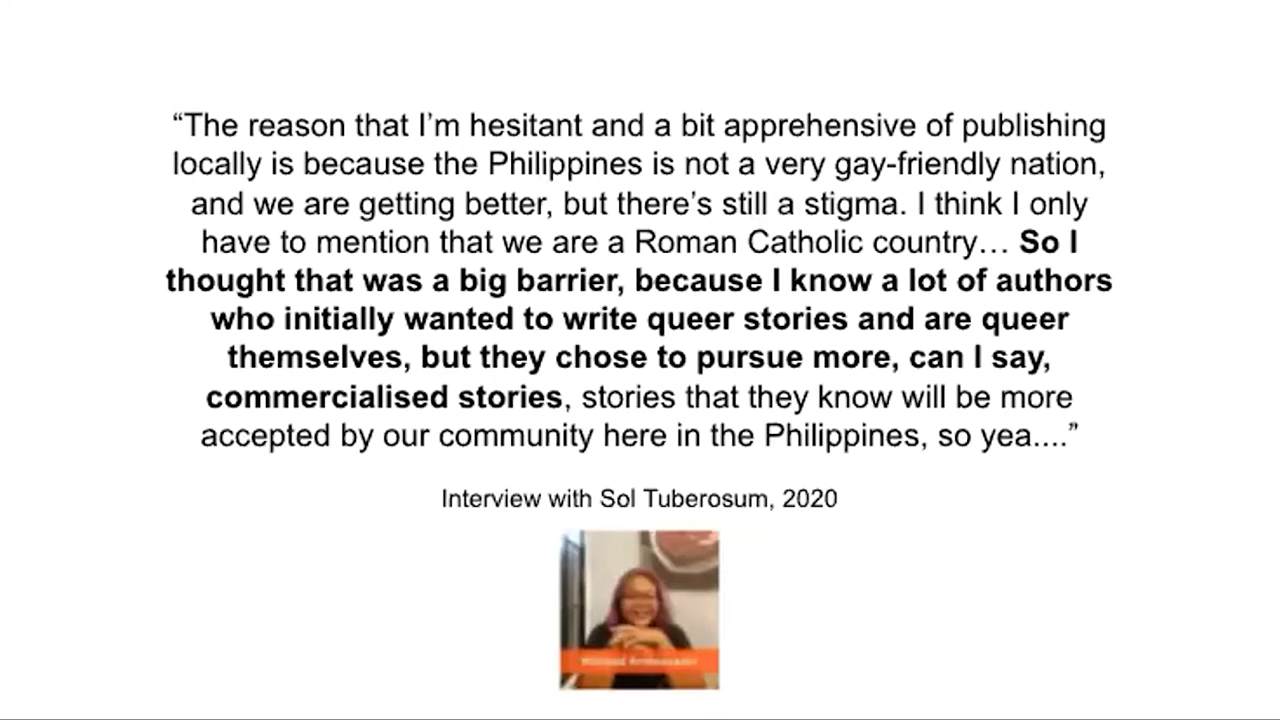 “The reason that I’m hesitant and a bit apprehensive of publishing
locally is because the Philippines is not a very gay-friendly nation,
and we are getting better, but there’s still a stigma. I think I only
have to mention that we are a Roman Catholic country… So I
thought that was a big barrier, because I know a lot of authors
who initially wanted to write queer stories and are queer
themselves, but they chose to pursue more, can I say,
commercialised stories, stories that they know will be more
accepted by our community here in the Philippines, so yea....”
Interview with Sol Tuberosum, 2020